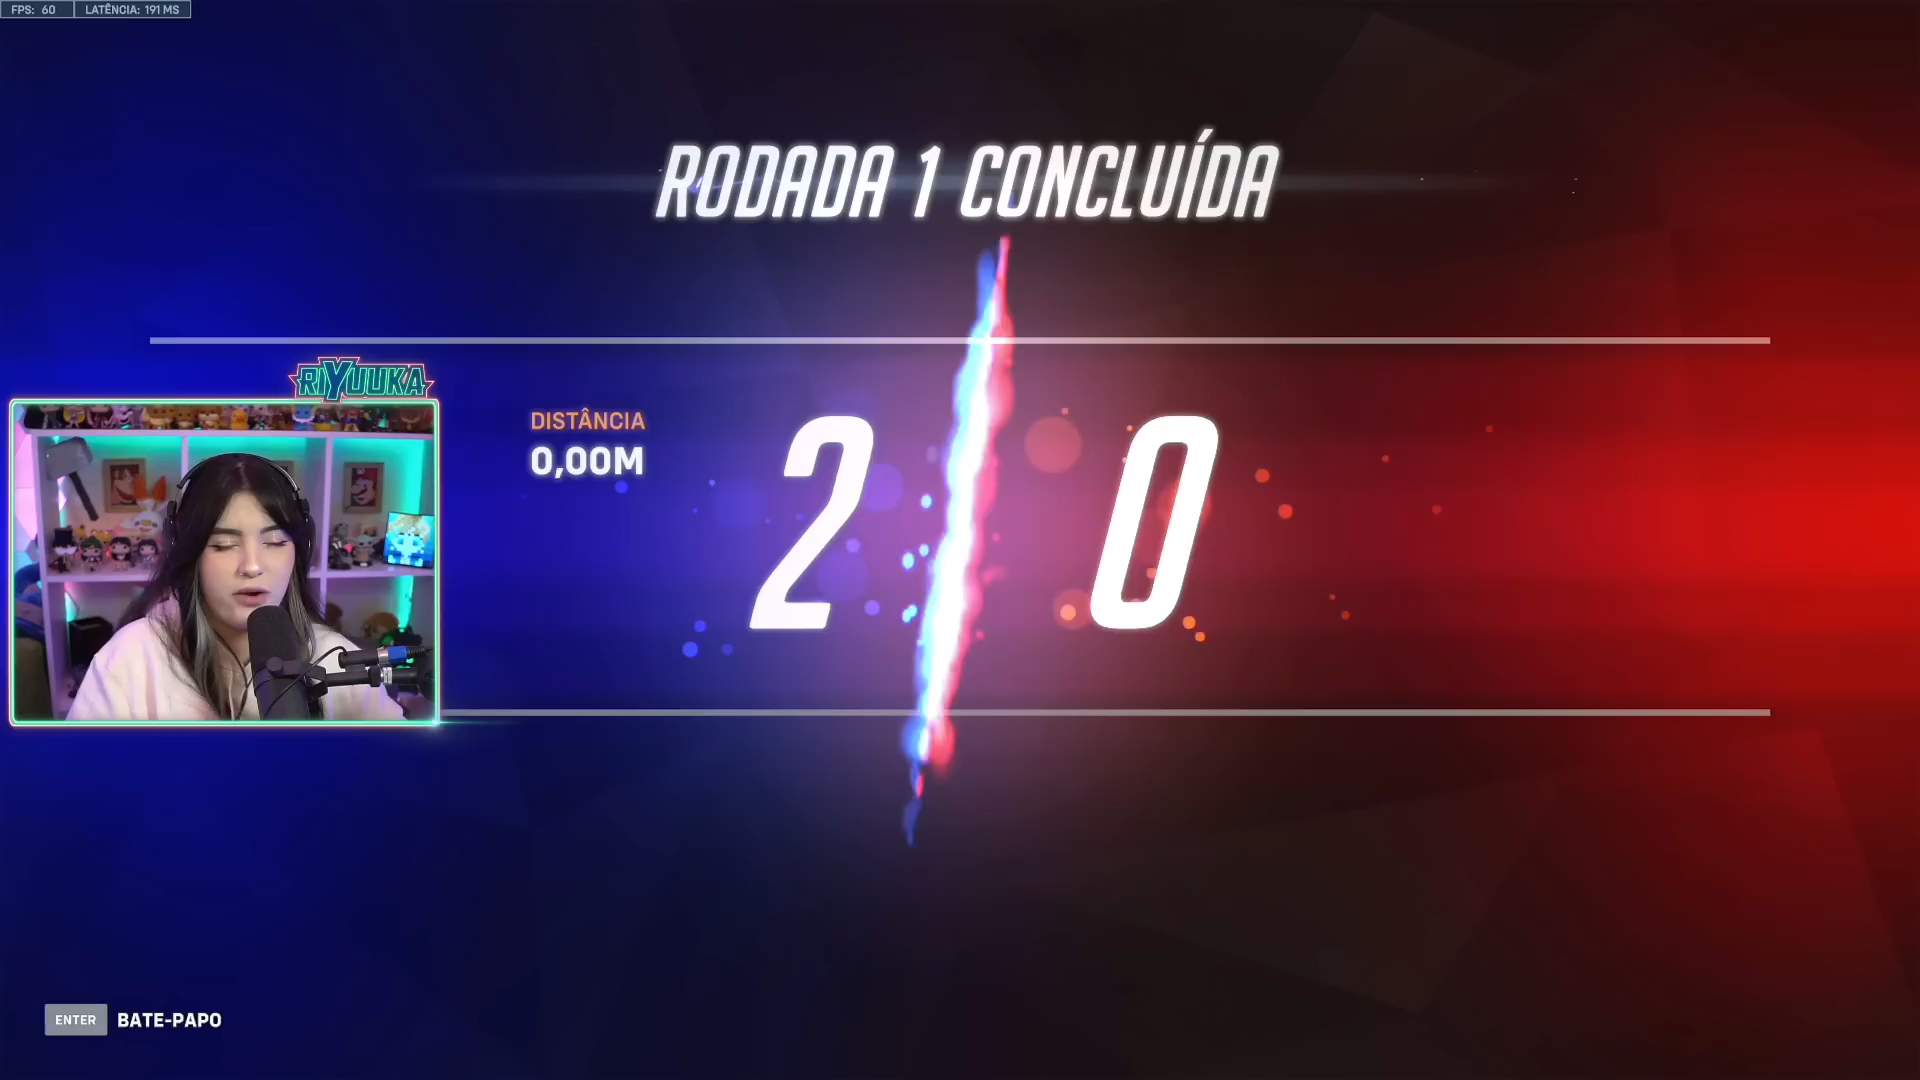 FPS: 60 LATÊNCIA: 191 MS
RODADA 1 CONCLUÍDA
RIYUUKA
DISTÂNCIA
0,00M
2 0
ENTER BATE-PAPO